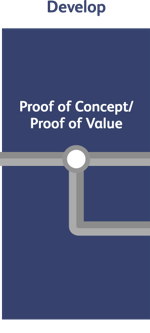 Develop
Proof of Concept/
Proof of Value